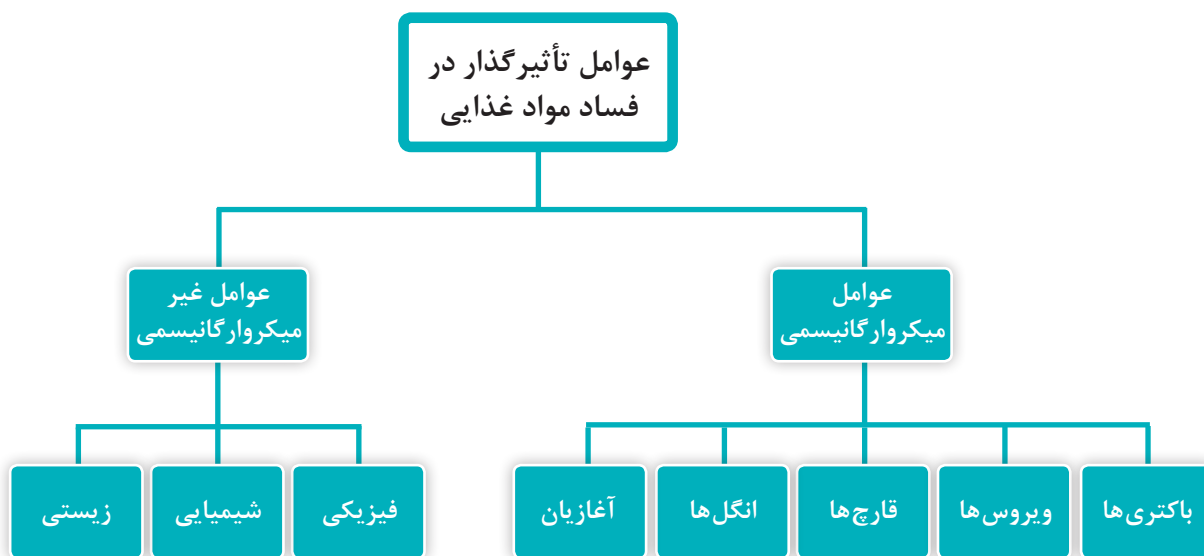 عوامل تأثیرگذار در
فساد مواد غذایی
عوامل
میکروارگانیسمی
عوامل غیر
میکروارگانیسمی
باکتری‌ها
ویروس‌ها
قارچ‌ها
انگل‌ها
آغازیان
فیزیکی
شیمیایی
زیستی